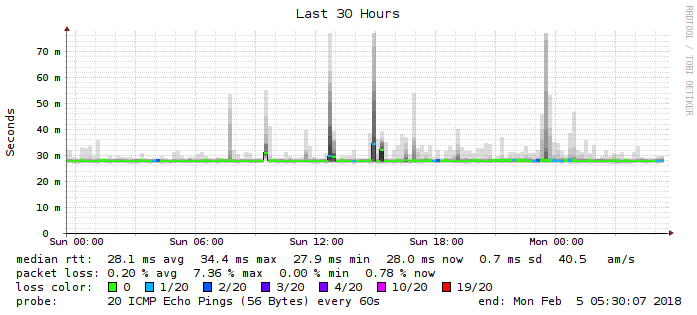 Last 30 Hours
RRDTOOL / TOBI OETIKER
Seconds
70 m
60 m
50 m
40 m
30 m
20 m
10 m
0
Sun 00:00 Sun 06:00 Sun 12:00 Sun 18:00 Mon 00:00
median rtt: 28.1 ms avg 34.4 ms max 27.9 ms min 28.0 ms now 0.7 ms sd 40.5 am/s
packet loss: 0.20 % avg 7.36 % max 0.00 % min 0.78 % now
loss color: 0 1/20 2/20 3/20 4/20 10/20 19/20
probe: 20 ICMP Echo Pings (56 Bytes) every 60s end: Mon Feb 5 05:30:07 2018